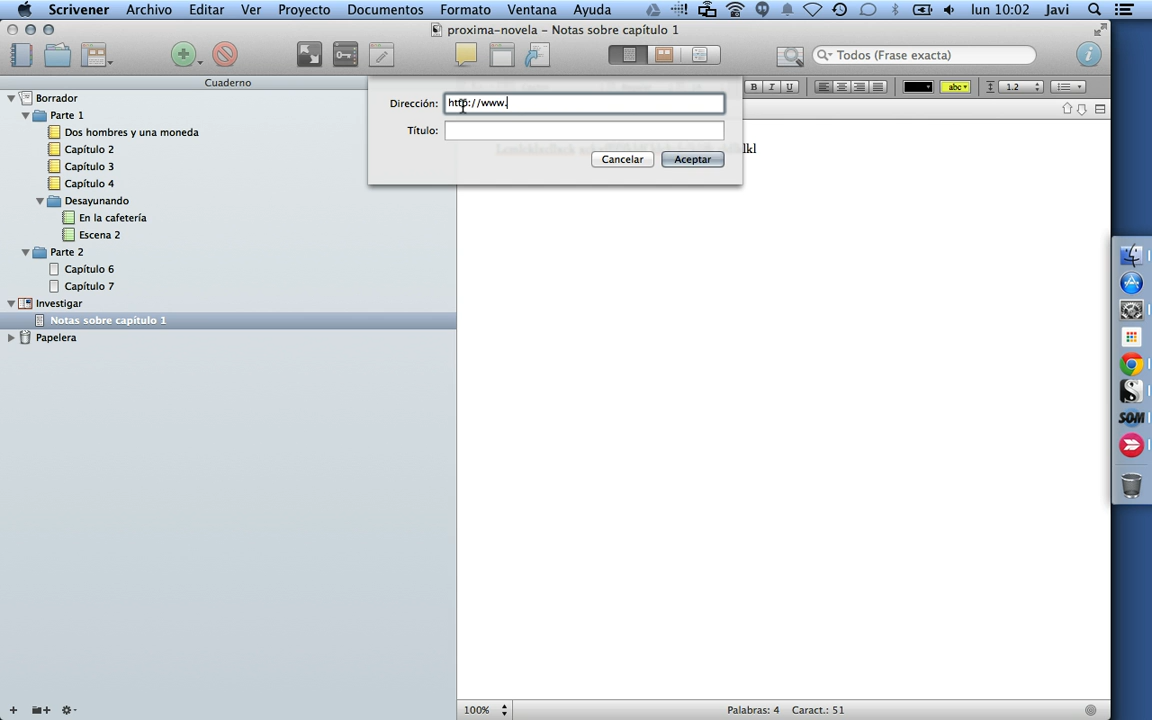 Scrivener Archivo Editar Ver Proyecto Documentos Formato Ventana Ayuda lun 10:02 Javi
proxima-novela – Notas sobre capítulo 1
Todos (Frase exacta)
Cuaderno
B I U abc 1.2
Borrador
Parte 1
Dos hombres y una moneda
Capítulo 2
Capítulo 3
Capítulo 4
Desayunando
En la cafetería
Escena 2
Parte 2
Capítulo 6
Capítulo 7
Investigar
Notas sobre capítulo 1
Papelera
Dirección: http://www.
Título:
Cancelar Aceptar
SOM
100% Palabras: 4 Caract.: 51